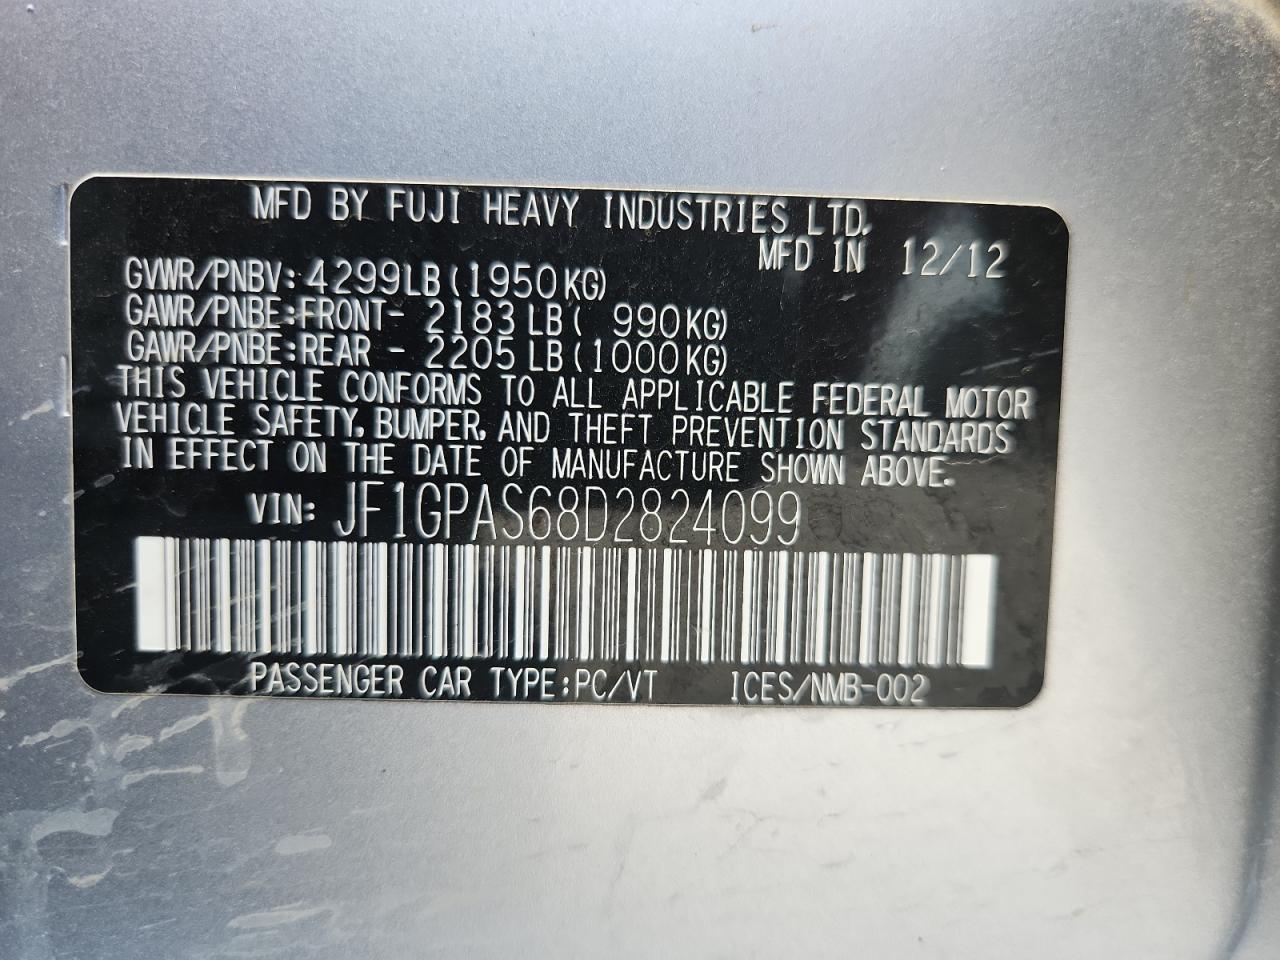 MFD BY FUJI HEAVY INDUSTRIES LTD.
MFD IN 12/12
GVWR/PNBV: 4299LB (1950KG)
GAWR/PNBE:FRONT- 2183 LB ( 990KG)
GAWR/PNBE:REAR - 2205 LB (1000KG)
THIS VEHICLE CONFORMS TO ALL APPLICABLE FEDERAL MOTOR
VEHICLE SAFETY, BUMPER, AND THEFT PREVENTION STANDARDS
IN EFFECT ON THE DATE OF MANUFACTURE SHOWN ABOVE.
VIN: JF1GPAS68D2824099
PASSENGER CAR TYPE:PC/VT ICES/NMB-002